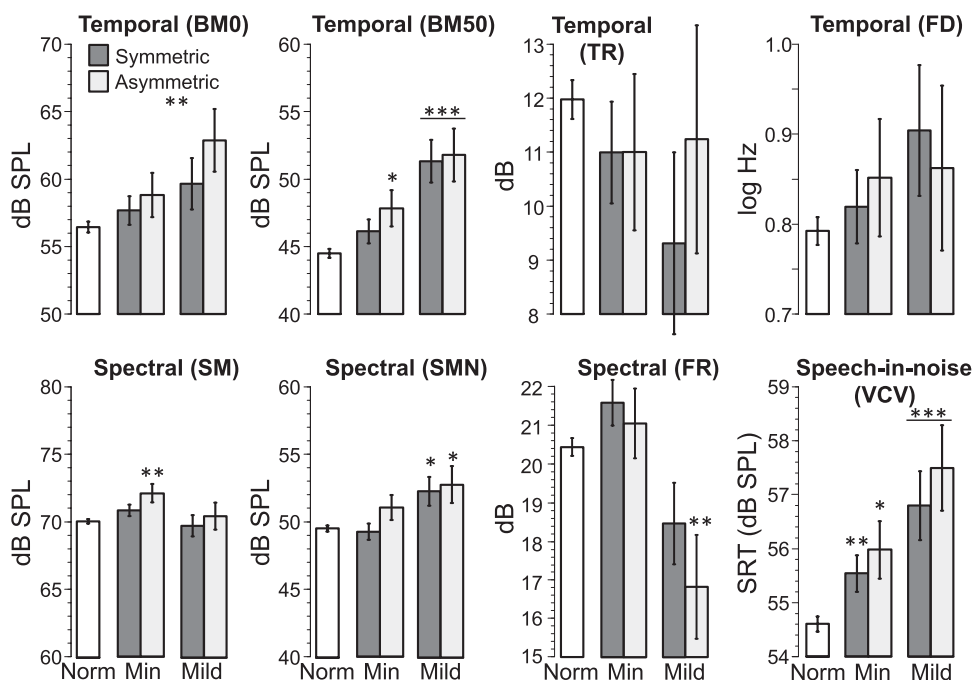 Temporal (BM0)
70
65
60
55
50
dB SPL
Symmetric
Asymmetric
**
Temporal (BM50)
60
55
50
45
40
dB SPL
*
***
Temporal
(TR)
13
12
11
10
9
8
dB
Temporal (FD)
1.0
0.9
0.8
0.7
log Hz
Spectral (SM)
80
75
70
65
60
dB SPL
**
Norm Min Mild
Spectral (SMN)
60
55
50
45
40
dB SPL
* *
Norm Min Mild
Spectral (FR)
22
21
20
19
18
17
16
15
dB
**
Norm Min Mild
Speech-in-noise
(VCV)
59
58
57
56
55
54
SRT (dB SPL)
**
*
***
Norm Min Mild